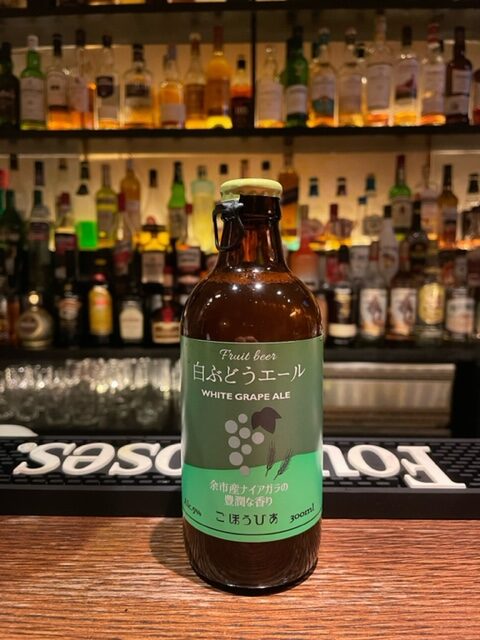 Fruit beer
白ぶどうエール
WHITE GRAPE ALE
余市産ナイアガラの
豊潤な香り
こほうびあ
300ml
Four Roses